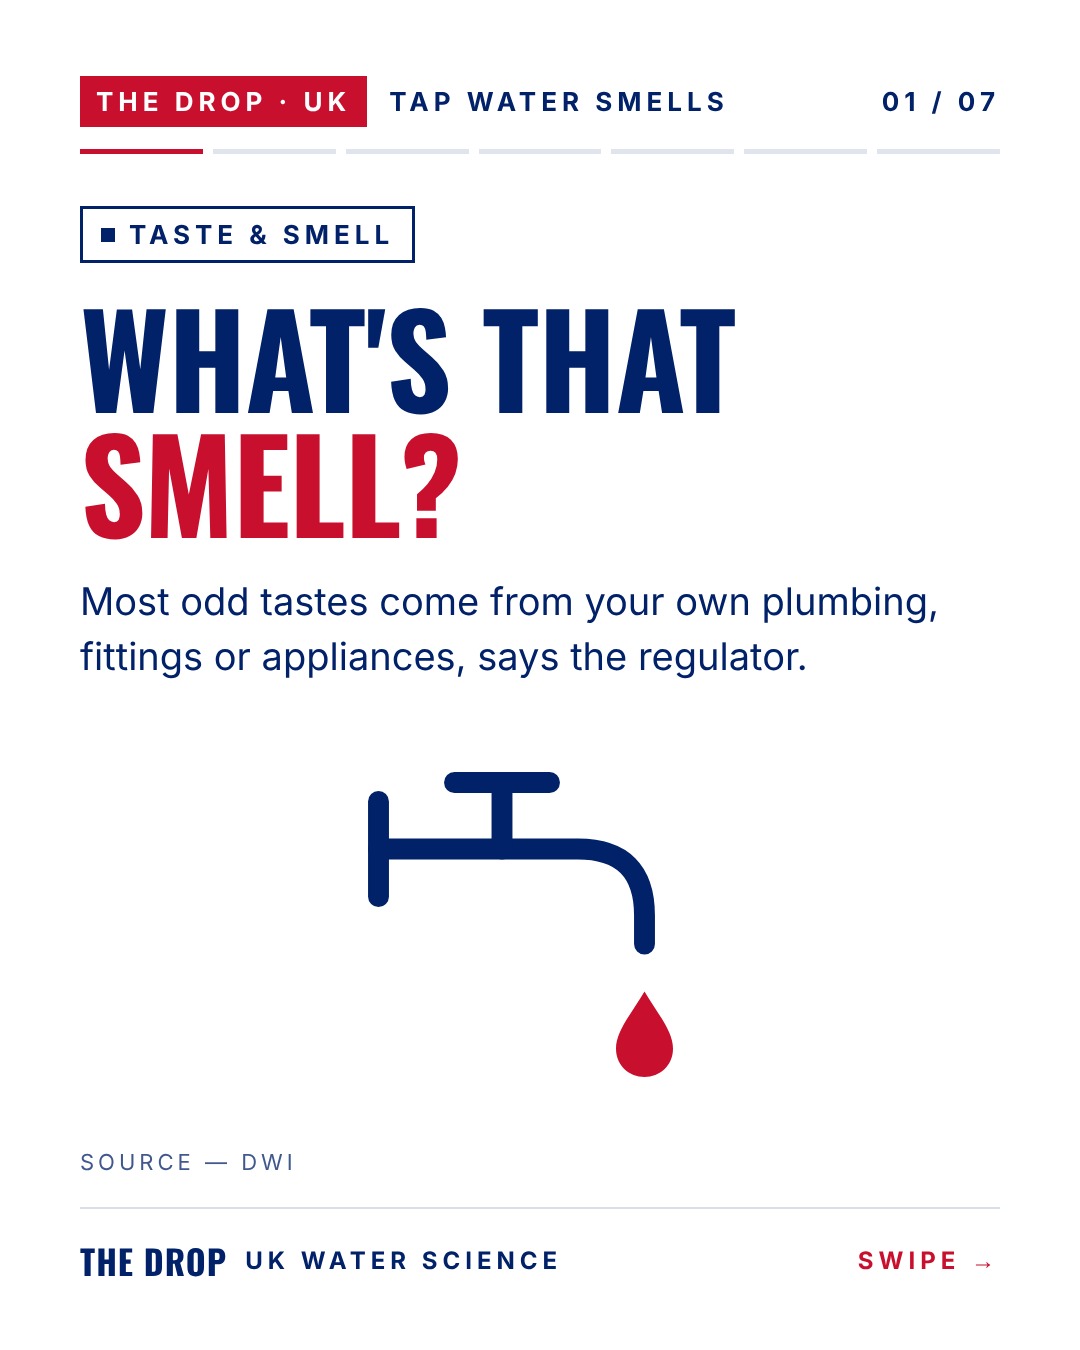 THE DROP · UK TAP WATER SMELLS 01 / 07
TASTE & SMELL
WHAT'S THAT
SMELL?
Most odd tastes come from your own plumbing,
fittings or appliances, says the regulator.
SOURCE — DWI
THE DROP UK WATER SCIENCE SWIPE →